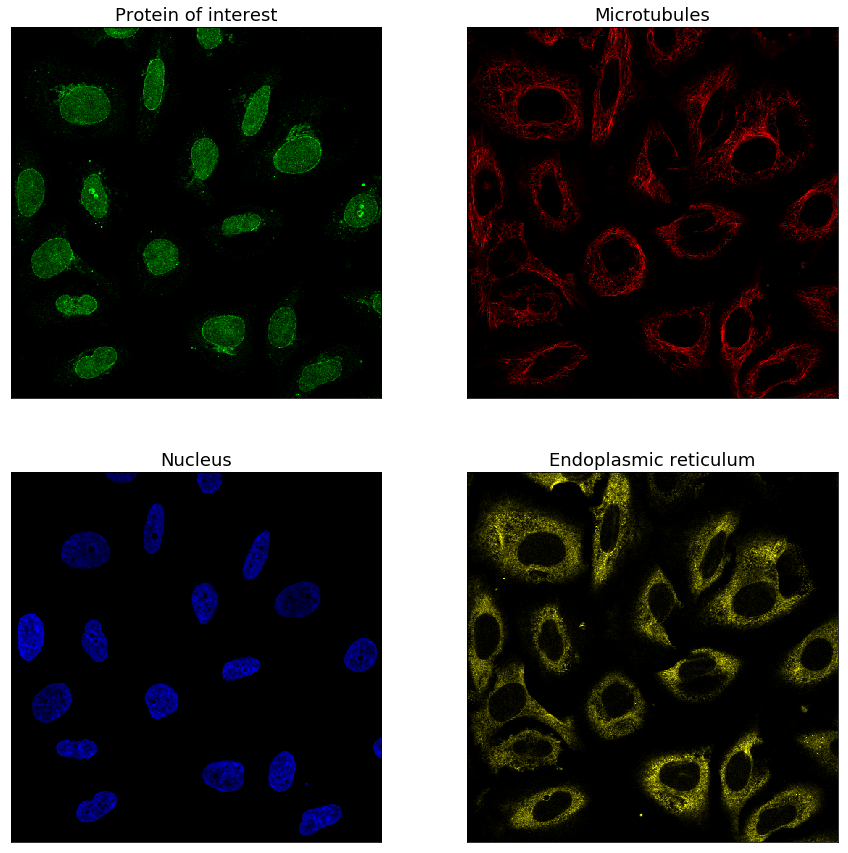 Protein of interest
Microtubules
Nucleus
Endoplasmic reticulum